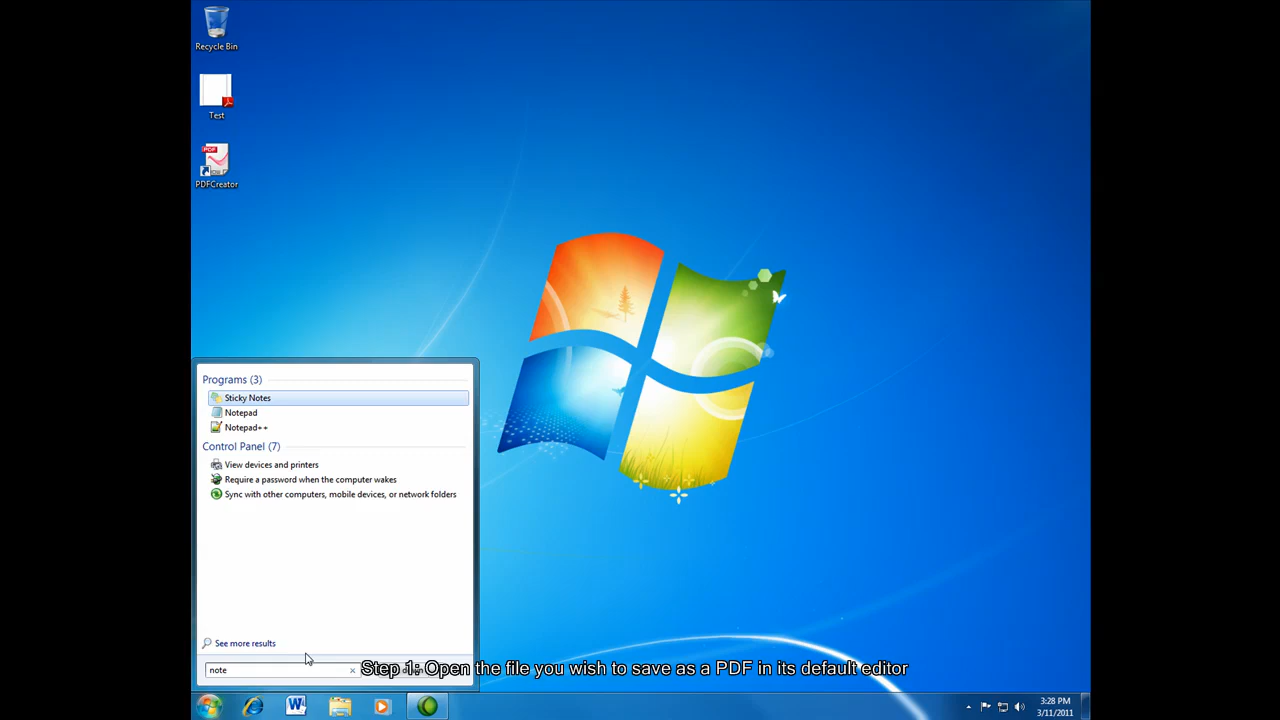 Recycle Bin
Test
PDF
PDFCreator
Programs (3)
Sticky Notes
Notepad
Notepad++
Control Panel (7)
View devices and printers
Require a password when the computer wakes
Sync with other computers, mobile devices, or network folders
See more results
note
Step 1: Open the file you wish to save as a PDF in its default editor
3:28 PM
3/11/2011